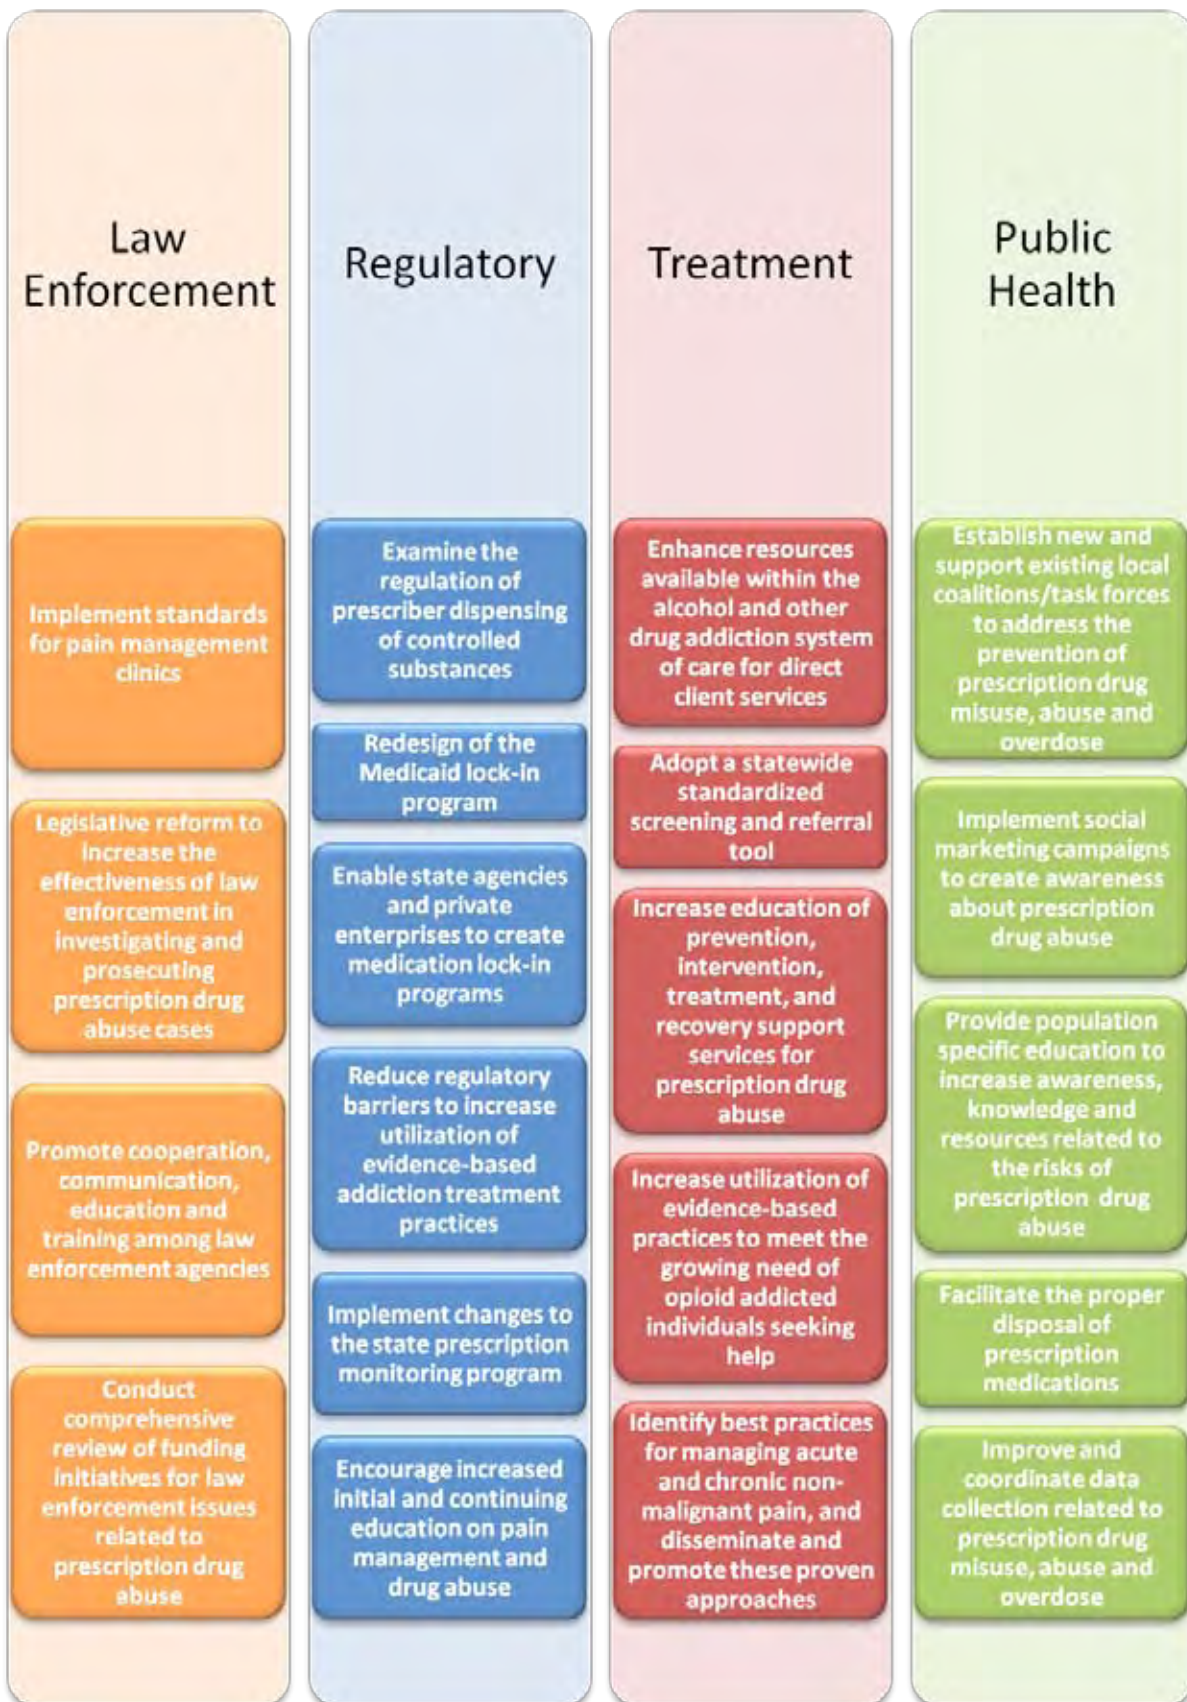 Law
Enforcement
Implement standards
for pain management
clinics
Legislative reform to
increase the
effectiveness of law
enforcement in
investigating and
prosecuting
prescription drug
abuse cases
Promote cooperation,
communication,
education and
training among law
enforcement agencies
Conduct
comprehensive
review of funding
initiatives for law
enforcement issues
related to
prescription drug
abuse
Regulatory
Examine the
regulation of
prescriber dispensing
of controlled
substances
Redesign of the
Medicaid lock-in
program
Enable state agencies
and private
enterprises to create
medication lock-in
programs
Reduce regulatory
barriers to increase
utilization of
evidence-based
addiction treatment
practices
Implement changes to
the state prescription
monitoring program
Encourage increased
initial and continuing
education on pain
management and
drug abuse
Treatment
Enhance resources
available within the
alcohol and other
drug addiction system
of care for direct
client services
Adopt a statewide
standardized
screening and referral
tool
Increase education of
prevention,
intervention,
treatment, and
recovery support
services for
prescription drug
abuse
Increase utilization of
evidence-based
practices to meet the
growing need of
opioid addicted
individuals seeking
help
Identify best practices
for managing acute
and chronic non-
malignant pain, and
disseminate and
promote these proven
approaches
Public
Health
Establish new and
support existing local
coalitions/task forces
to address the
prevention of
prescription drug
misuse, abuse and
overdose
Implement social
marketing campaigns
to create awareness
about prescription
drug abuse
Provide population
specific education to
increase awareness,
knowledge and
resources related to
the risks of
prescription drug
abuse
Facilitate the proper
disposal of
prescription
medications
Improve and
coordinate data
collection related to
prescription drug
misuse, abuse and
overdose